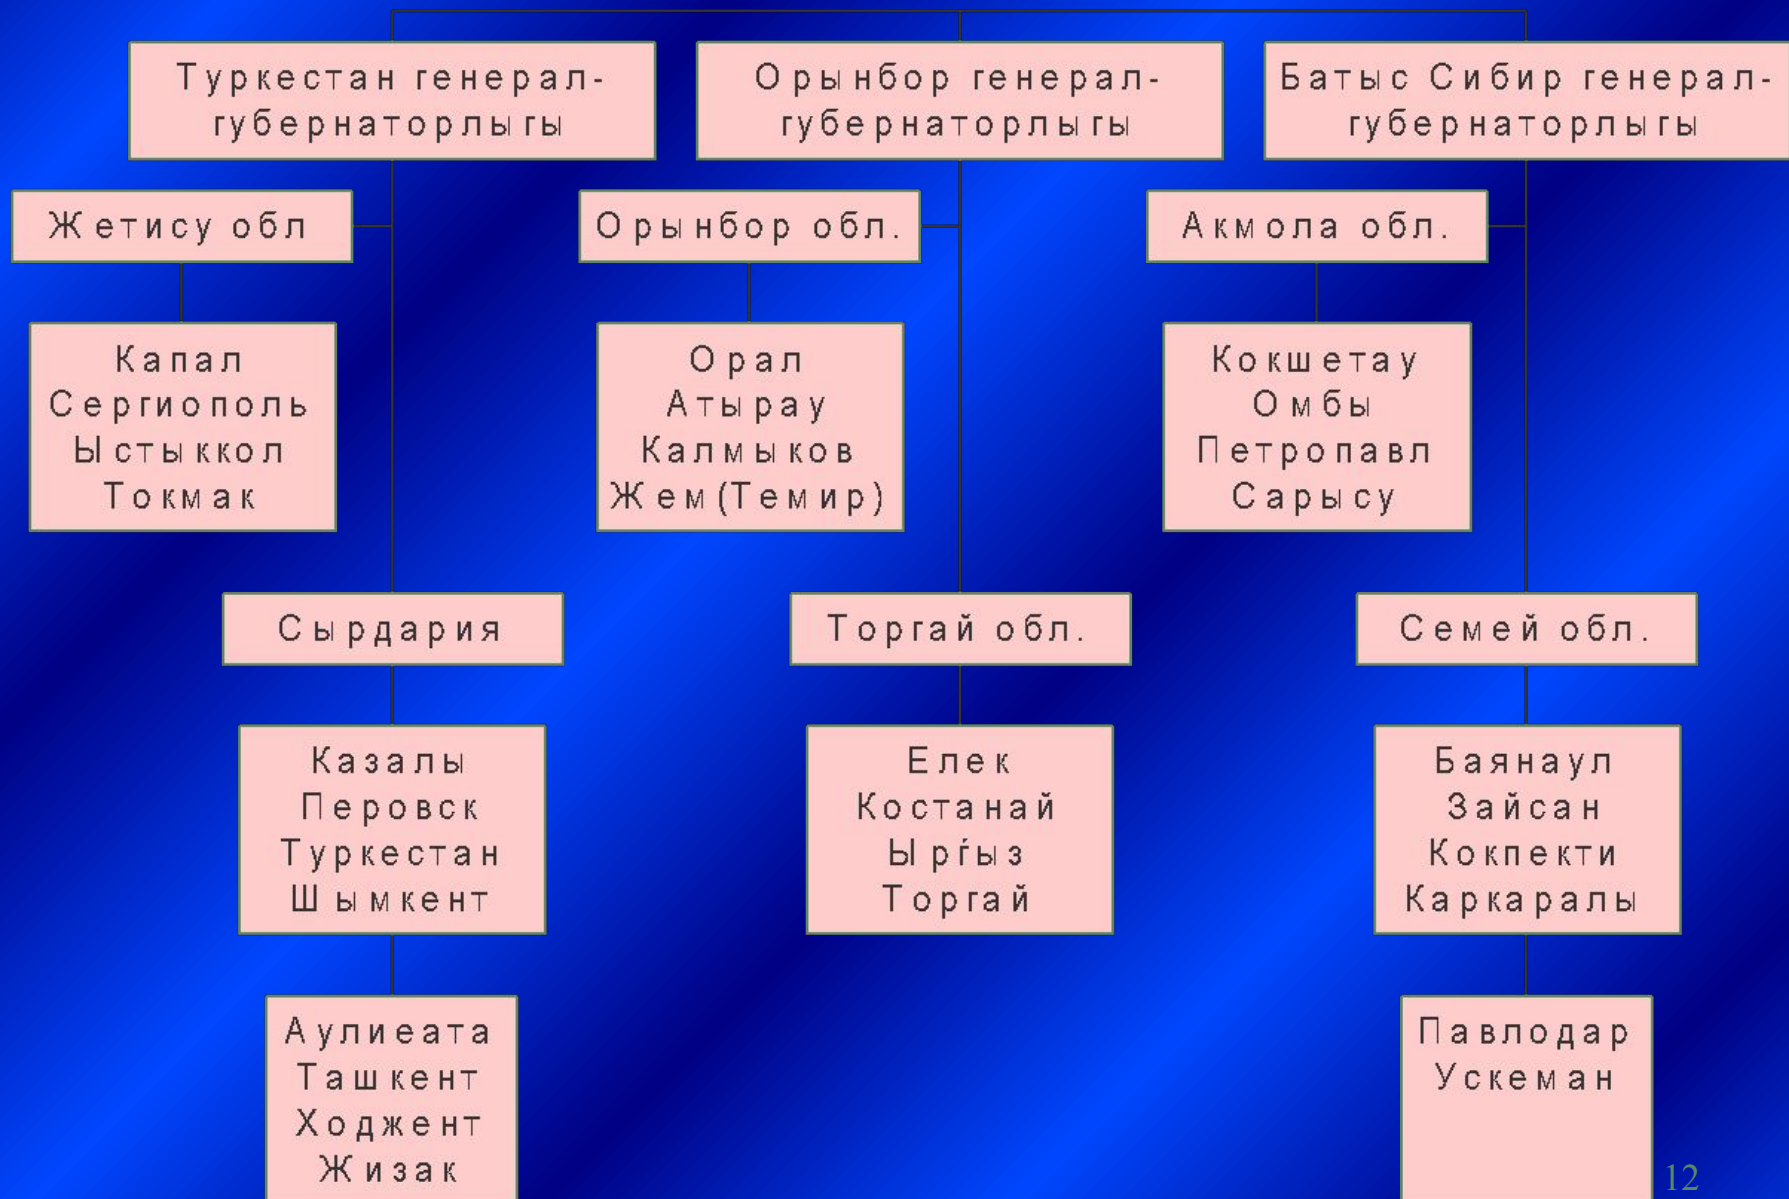 Туркестан генерал-
губернаторлыгы
Орынбор генерал-
губернаторлыгы
Батыс Сибир генерал-
губернаторлыгы
Жетису обл
Орынбор обл.
Акмола обл.
Капал
Сергиополь
Ыстыккол
Токмак
Орал
Атырау
Калмыков
Жем(Темир)
Кокшетау
Омбы
Петропавл
Сарысу
Сырдария
Торгай обл.
Семей обл.
Казалы
Перовск
Туркестан
Шымкент
Елек
Костанай
Ырѓыз
Торгай
Баянаул
Зайсан
Кокпекти
Каркаралы
Аулиеата
Ташкент
Ходжент
Жизак
Павлодар
Ускеман
12